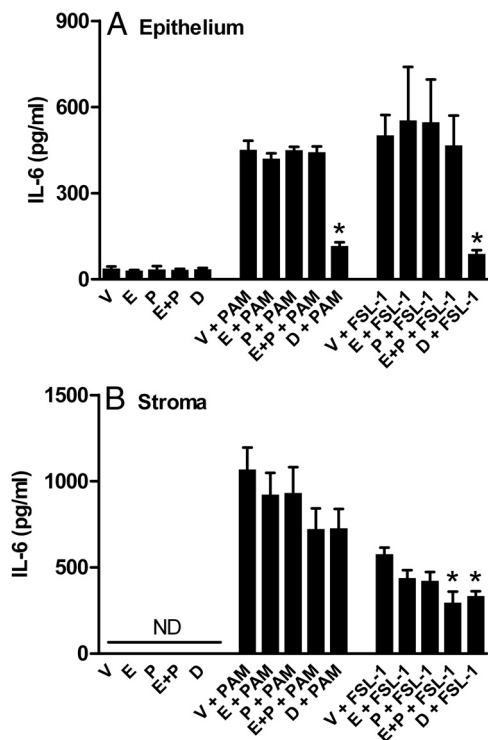 A Epithelium
IL-6 (pg/ml)
900
600
300
0
V E P E+P D V + PAM E + PAM P + PAM E+P + PAM D + PAM V + FSL-1 E + FSL-1 P + FSL-1 E+P + FSL-1 D + FSL-1
* *
B Stroma
IL-6 (pg/ml)
1500
1000
500
0
ND
* *
V E P E+P D V + PAM E + PAM P + PAM E+P + PAM D + PAM V + FSL-1 E + FSL-1 P + FSL-1 E+P + FSL-1 D + FSL-1